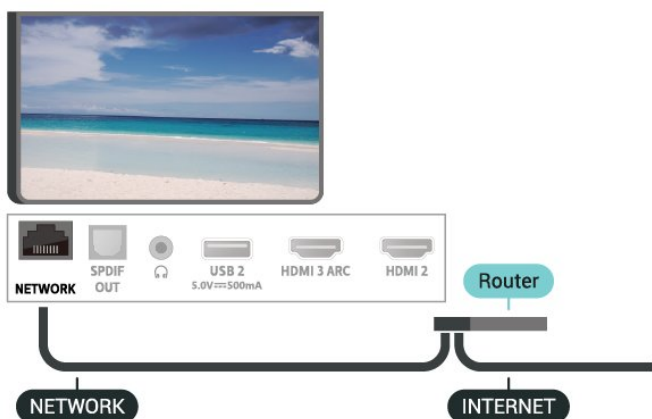 NETWORK
SPDIF
OUT
USB 2
5.0V⎓500mA
HDMI 3 ARC
HDMI 2
Router
NETWORK
INTERNET